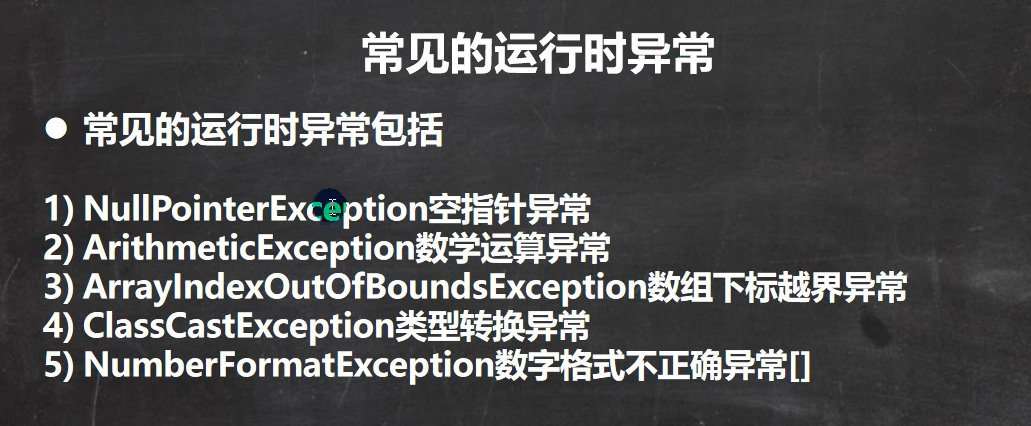 常见的运行时异常
● 常见的运行时异常包括
1) NullPointerException空指针异常
2) ArithmeticException数学运算异常
3) ArrayIndexOutOfBoundsException数组下标越界异常
4) ClassCastException类型转换异常
5) NumberFormatException数字格式不正确异常[]